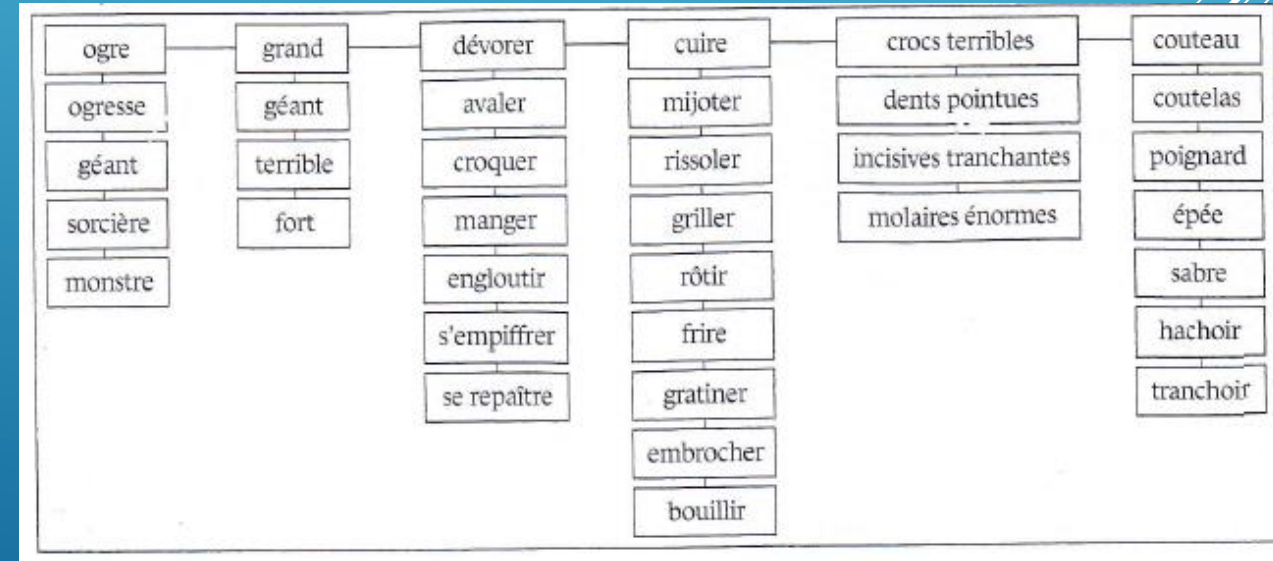 ogre grand dévorer cuire crocs terribles couteau
ogresse géant avaler mijoter dents pointues coutelas
géant terrible croquer rissoler incisives tranchantes poignard
sorcière fort manger griller molaires énormes épée
monstre engloutir rôtir sabre
s'empiffrer frire hachoir
se repaître gratiner tranchoir
embrocher
bouillir